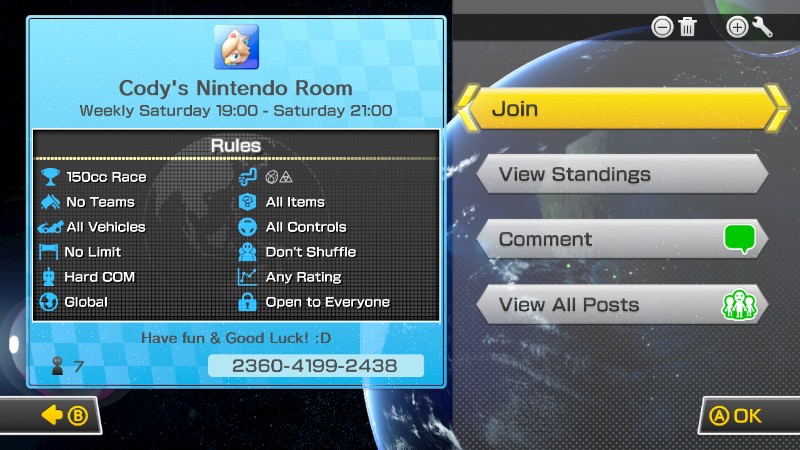 Cody's Nintendo Room
Weekly Saturday 19:00 - Saturday 21:00
Rules
150cc Race
No Teams
All Items
All Vehicles
All Controls
No Limit
Don't Shuffle
Hard COM
Any Rating
Global
Open to Everyone
Have fun & Good Luck! :D
7
2360-4199-2438
Join
View Standings
Comment
View All Posts
B
A OK